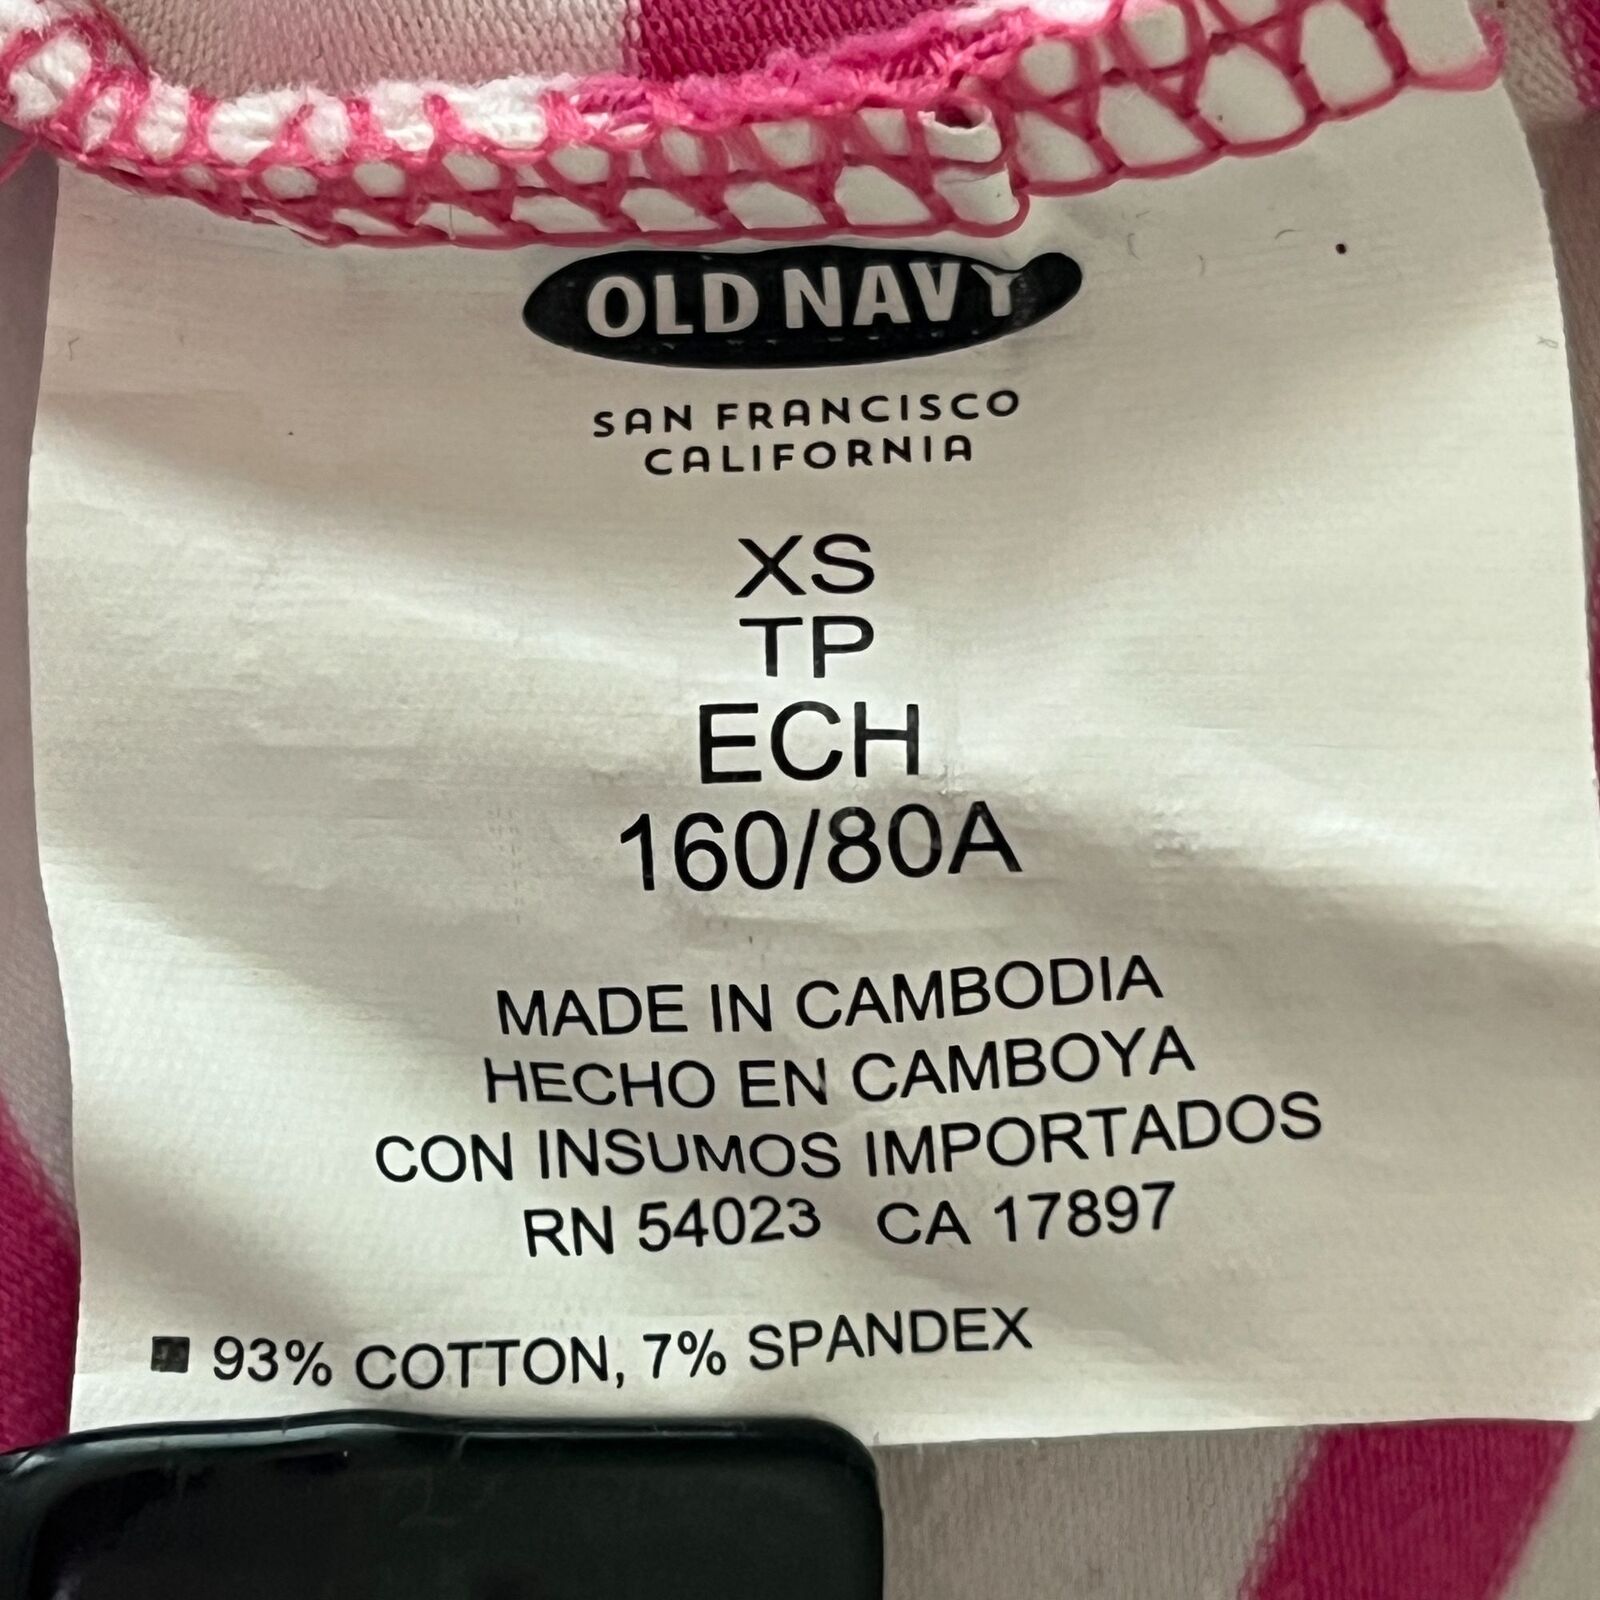 OLD NAVY
SAN FRANCISCO
CALIFORNIA
XS
TP
ECH
160/80A
MADE IN CAMBODIA
HECHO EN CAMBOYA
CON INSUMOS IMPORTADOS
RN 54023 CA 17897
■ 93% COTTON, 7% SPANDEX